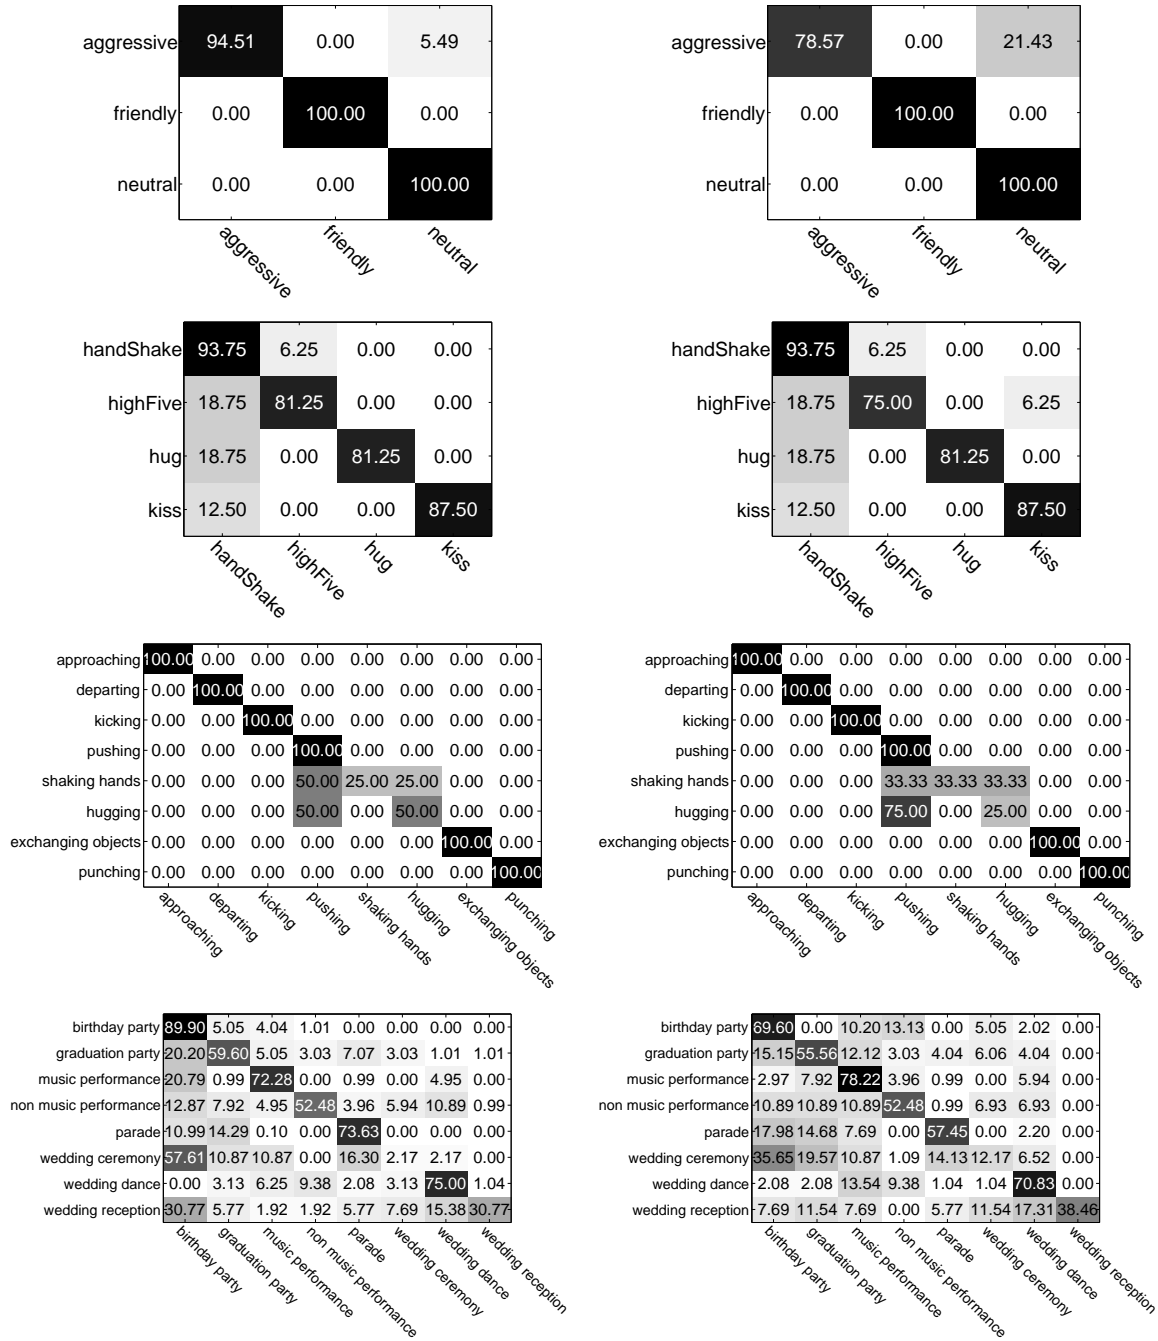 aggressive 94.51 0.00 5.49
friendly 0.00 100.00 0.00
neutral 0.00 0.00 100.00
aggressive friendly neutral
aggressive 78.57 0.00 21.43
friendly 0.00 100.00 0.00
neutral 0.00 0.00 100.00
aggressive friendly neutral
handShake 93.75 6.25 0.00 0.00
highFive 18.75 81.25 0.00 0.00
hug 18.75 0.00 81.25 0.00
kiss 12.50 0.00 0.00 87.50
handShake highFive hug kiss
handShake 93.75 6.25 0.00 0.00
highFive 18.75 75.00 0.00 6.25
hug 18.75 0.00 81.25 0.00
kiss 12.50 0.00 0.00 87.50
handShake highFive hug kiss
approaching 100.00 0.00 0.00 0.00 0.00 0.00 0.00 0.00
departing 0.00 100.00 0.00 0.00 0.00 0.00 0.00 0.00
kicking 0.00 0.00 100.00 0.00 0.00 0.00 0.00 0.00
pushing 0.00 0.00 0.00 100.00 0.00 0.00 0.00 0.00
shaking hands 0.00 0.00 0.00 50.00 25.00 25.00 0.00 0.00
hugging 0.00 0.00 0.00 50.00 0.00 50.00 0.00 0.00
exchanging objects 0.00 0.00 0.00 0.00 0.00 0.00 100.00 0.00
punching 0.00 0.00 0.00 0.00 0.00 0.00 0.00 100.00
approaching departing kicking pushing shaking hands hugging exchanging objects punching
approaching 100.00 0.00 0.00 0.00 0.00 0.00 0.00 0.00
departing 0.00 100.00 0.00 0.00 0.00 0.00 0.00 0.00
kicking 0.00 0.00 100.00 0.00 0.00 0.00 0.00 0.00
pushing 0.00 0.00 0.00 100.00 0.00 0.00 0.00 0.00
shaking hands 0.00 0.00 0.00 33.33 33.33 33.33 0.00 0.00
hugging 0.00 0.00 0.00 75.00 0.00 25.00 0.00 0.00
exchanging objects 0.00 0.00 0.00 0.00 0.00 0.00 100.00 0.00
punching 0.00 0.00 0.00 0.00 0.00 0.00 0.00 100.00
approaching departing kicking pushing shaking hands hugging exchanging objects punching
birthday party 89.90 5.05 4.04 1.01 0.00 0.00 0.00 0.00
graduation party 20.20 59.60 5.05 3.03 7.07 3.03 1.01 1.01
music performance 20.79 0.99 72.28 0.00 0.99 0.00 4.95 0.00
non music performance 12.87 7.92 4.95 52.48 3.96 5.94 10.89 0.99
parade 10.99 14.29 0.10 0.00 73.63 0.00 0.00 0.00
wedding ceremony 57.61 10.87 10.87 0.00 16.30 2.17 2.17 0.00
wedding dance 0.00 3.13 6.25 9.38 2.08 3.13 75.00 1.04
wedding reception 30.77 5.77 1.92 1.92 5.77 7.69 15.38 30.77
birthday party graduation party music performance non music performance parade wedding ceremony wedding dance wedding reception
birthday party 69.60 0.00 10.20 13.13 0.00 5.05 2.02 0.00
graduation party 15.15 55.56 12.12 3.03 4.04 6.06 4.04 0.00
music performance 2.97 7.92 78.22 3.96 0.99 0.00 5.94 0.00
non music performance 10.89 10.89 10.89 52.48 0.99 6.93 6.93 0.00
parade 17.98 14.68 7.69 0.00 57.45 0.00 2.20 0.00
wedding ceremony 35.65 19.57 10.87 1.09 14.13 12.17 6.52 0.00
wedding dance 2.08 2.08 13.54 9.38 1.04 1.04 70.83 0.00
wedding reception 7.69 11.54 7.69 0.00 5.77 11.54 17.31 38.46
birthday party graduation party music performance non music performance parade wedding ceremony wedding dance wedding reception